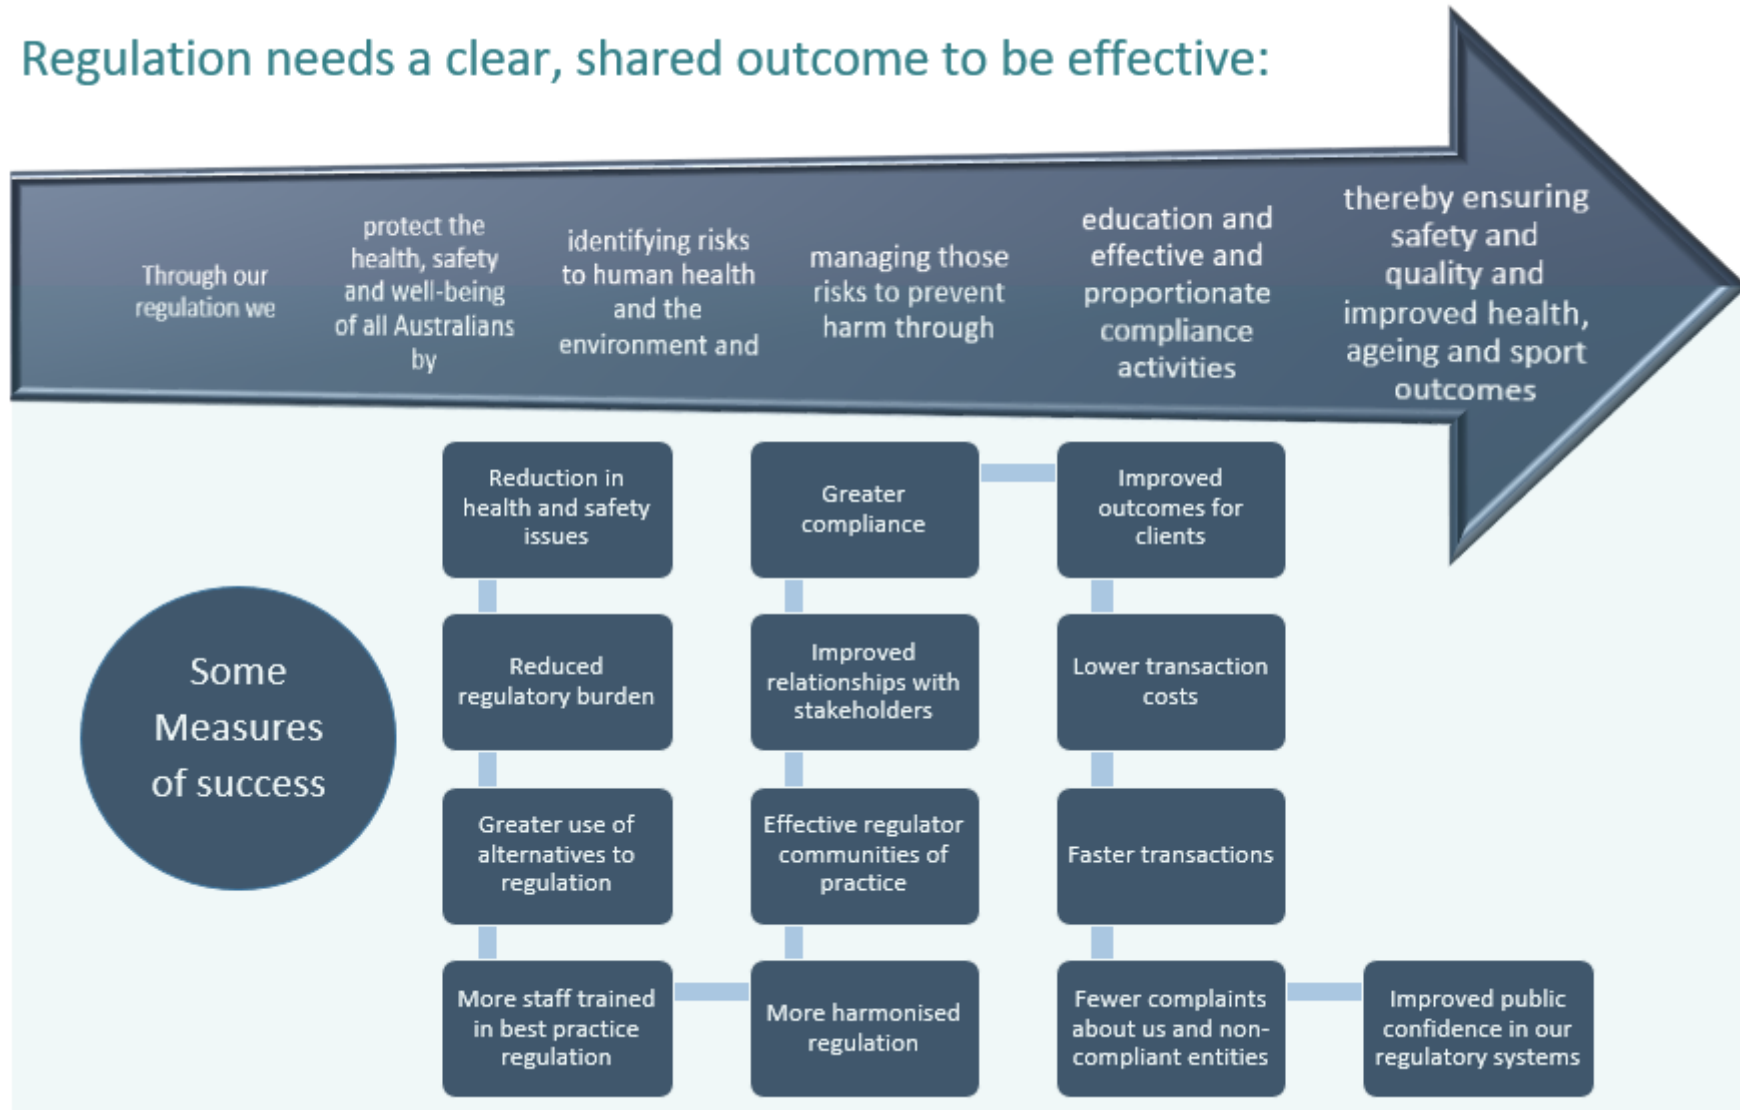 Regulation needs a clear, shared outcome to be effective:
Through our
regulation we
protect the
health, safety
and well-being
of all Australians
by
identifying risks
to human health
and the
environment and
managing those
risks to prevent
harm through
education and
effective and
proportionate
compliance
activities
thereby ensuring
safety and
quality and
improved health,
ageing and sport
outcomes
Some
Measures
of success
Reduction in
health and safety
issues
Reduced
regulatory burden
Greater use of
alternatives to
regulation
More staff trained
in best practice
regulation
More harmonised
regulation
Effective regulator
communities of
practice
Improved
relationships with
stakeholders
Greater
compliance
Improved
outcomes for
clients
Lower transaction
costs
Faster transactions
Fewer complaints
about us and non-
compliant entities
Improved public
confidence in our
regulatory systems